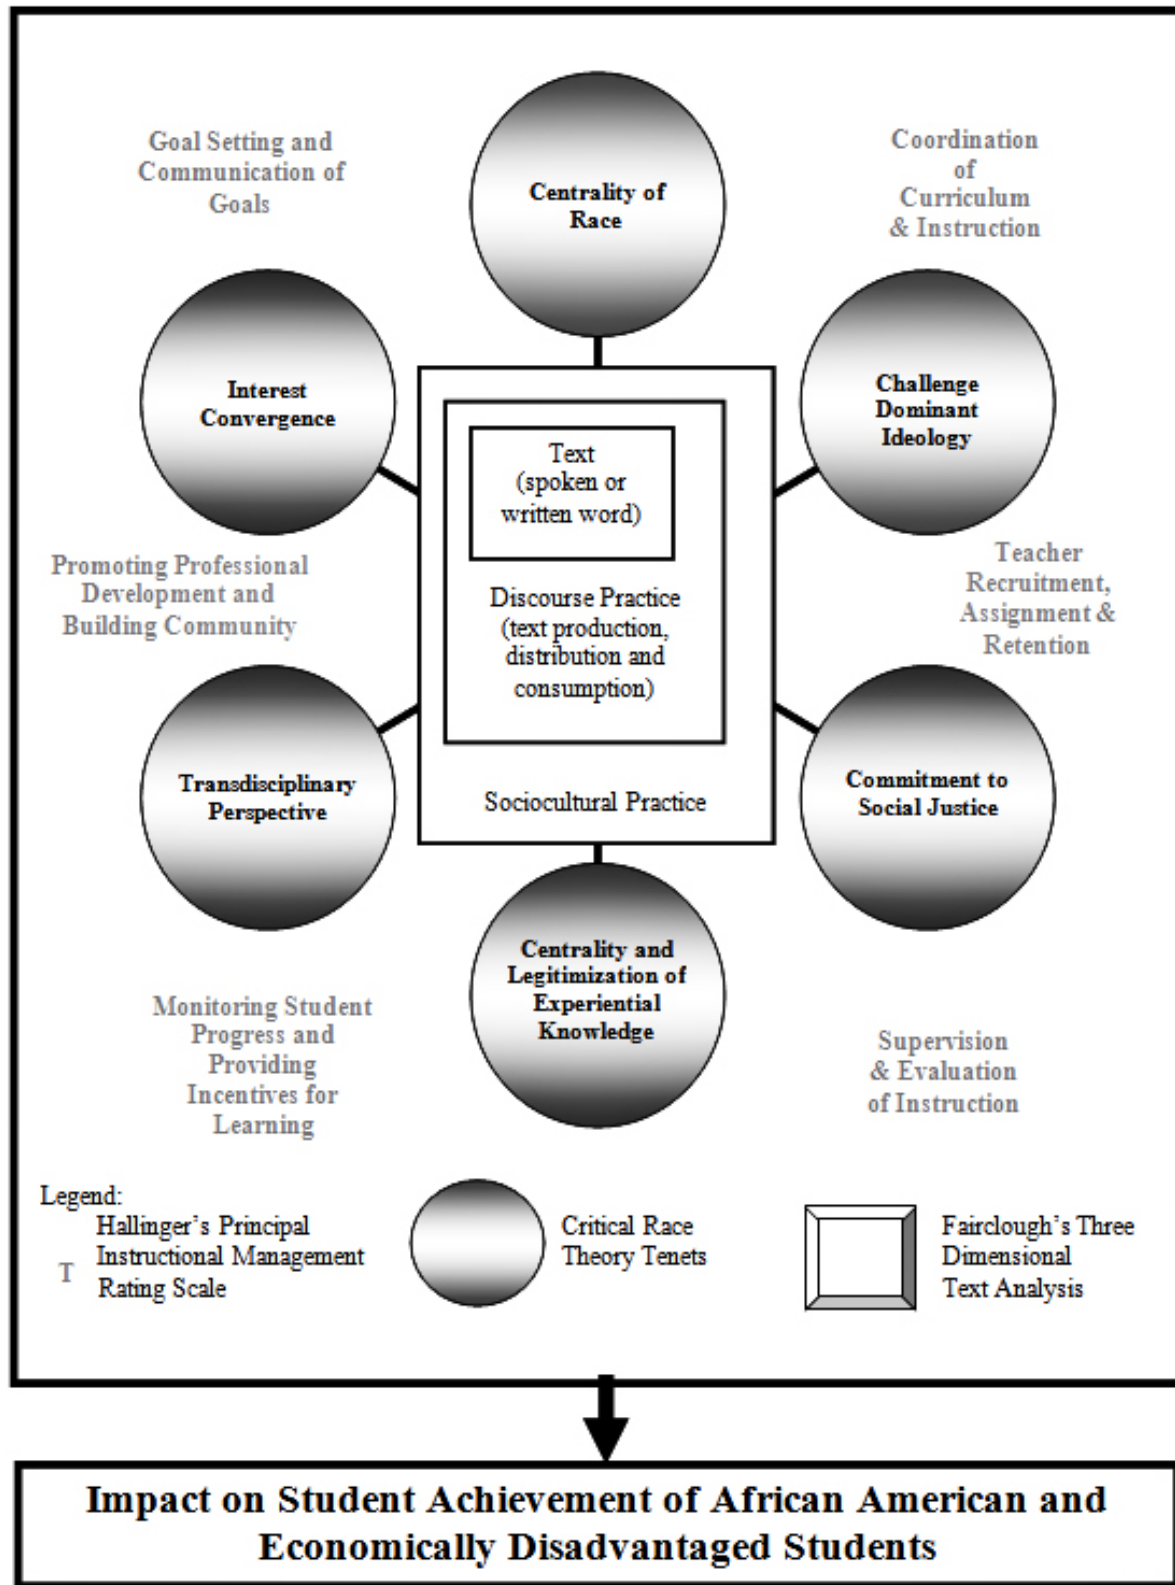 Goal Setting and
Communication of
Goals
Centrality of
Race
Coordination
of
Curriculum
& Instruction
Interest
Convergence
Challenge
Dominant
Ideology
Text
(spoken or
written word)
Discourse Practice
(text production,
distribution and
consumption)
Sociocultural Practice
Promoting Professional
Development and
Building Community
Teacher
Recruitment,
Assignment &
Retention
Transdisciplinary
Perspective
Commitment to
Social Justice
Centrality and
Legitimization of
Experiential
Knowledge
Monitoring Student
Progress and
Providing
Incentives for
Learning
Supervision
& Evaluation
of Instruction
Legend:
T
Hallinger’s Principal
Instructional Management
Rating Scale
Critical Race
Theory Tenets
Fairclough’s Three
Dimensional
Text Analysis
Impact on Student Achievement of African American and
Economically Disadvantaged Students